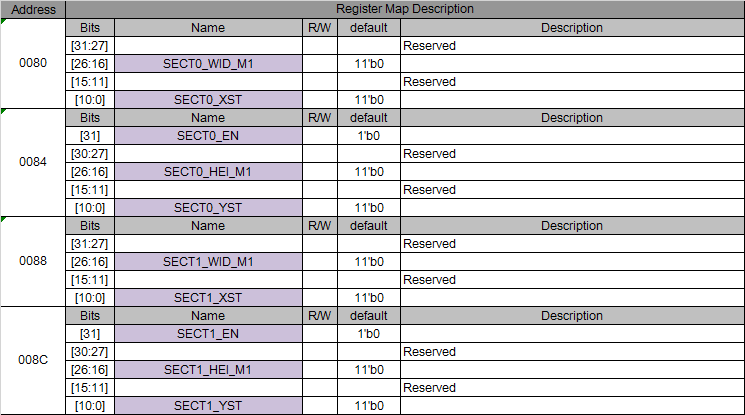 Address Register Map Description
0080
Bits Name R/W default Description
[31:27] Reserved
[26:16] SECT0_WID_M1 11'b0
[15:11] Reserved
[10:0] SECT0_XST 11'b0
0084
Bits Name R/W default Description
[31] SECT0_EN 1'b0
[30:27] Reserved
[26:16] SECT0_HEI_M1 11'b0
[15:11] Reserved
[10:0] SECT0_YST 11'b0
0088
Bits Name R/W default Description
[31:27] Reserved
[26:16] SECT1_WID_M1 11'b0
[15:11] Reserved
[10:0] SECT1_XST 11'b0
008C
Bits Name R/W default Description
[31] SECT1_EN 1'b0
[30:27] Reserved
[26:16] SECT1_HEI_M1 11'b0
[15:11] Reserved
[10:0] SECT1_YST 11'b0